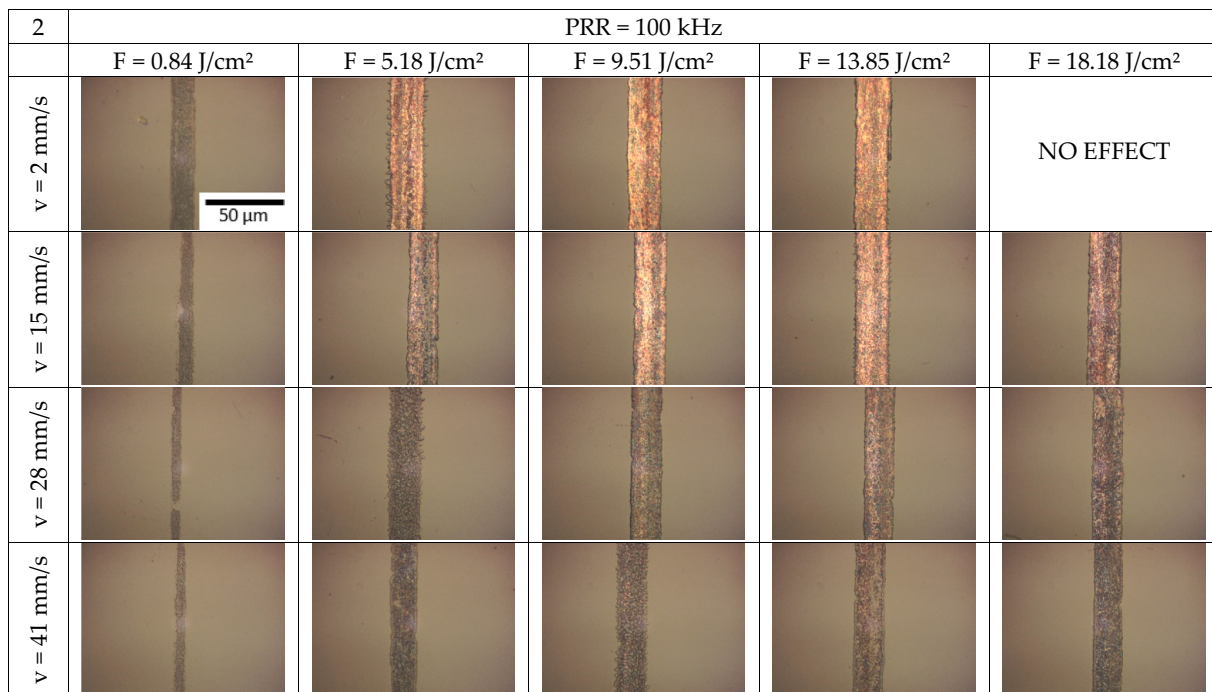 2
PRR = 100 kHz
F = 0.84 J/cm²
F = 5.18 J/cm²
F = 9.51 J/cm²
F = 13.85 J/cm²
F = 18.18 J/cm²
v = 2 mm/s
50 µm
NO EFFECT
v = 15 mm/s
v = 28 mm/s
v = 41 mm/s